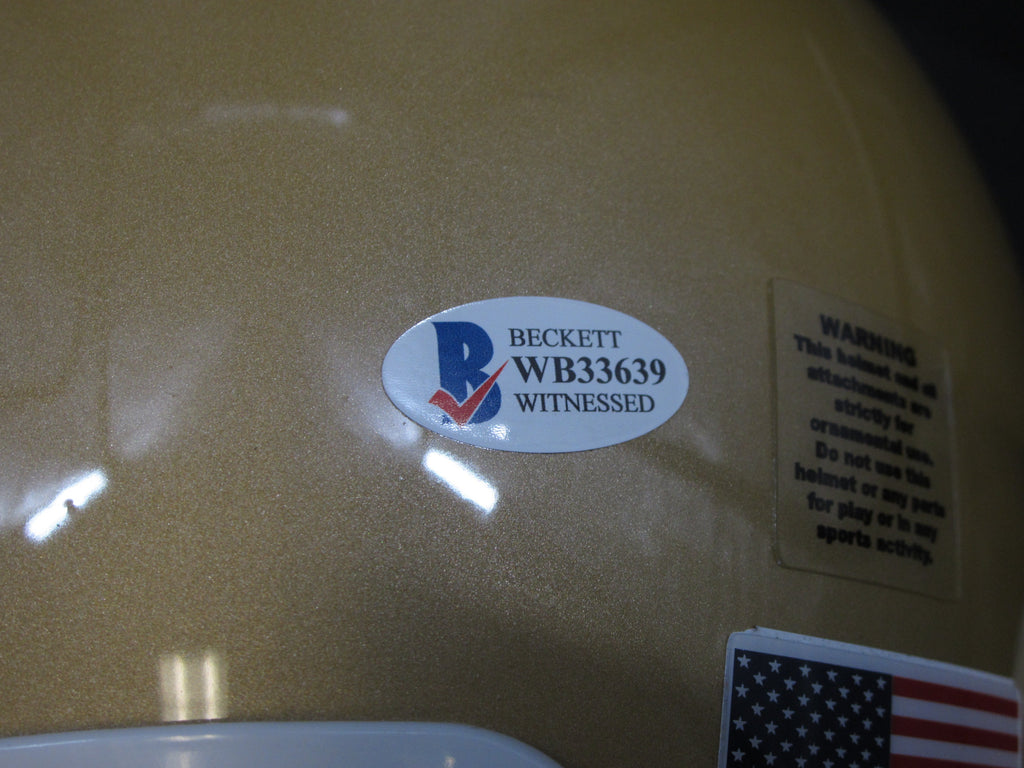 B
BECKETT
WB33639
WITNESSED
WARNING
This helmet and all
attachments are
strictly for
ornamental use.
Do not use this
helmet or any parts
for play or in any
sports activity.